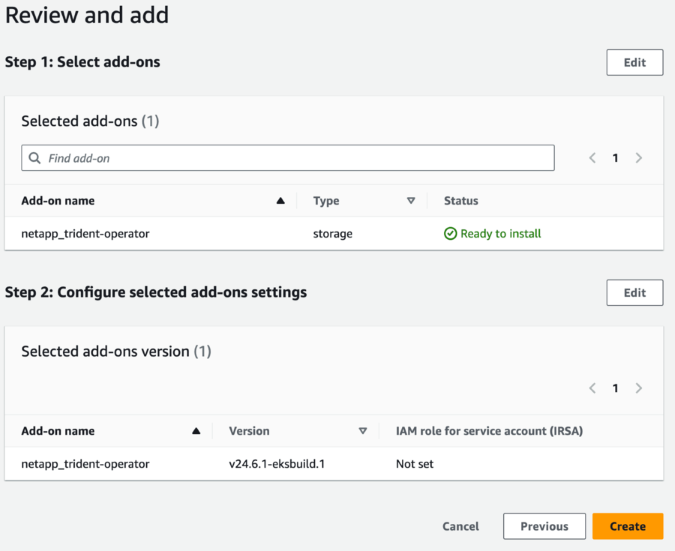 Review and add
Step 1: Select add-ons
Edit
Selected add-ons (1)
Find add-on
1
Add-on name Type Status
netapp_trident-operator storage Ready to install
Step 2: Configure selected add-ons settings
Edit
Selected add-ons version (1)
1
Add-on name Version IAM role for service account (IRSA)
netapp_trident-operator v24.6.1-eksbuild.1 Not set
Cancel Previous Create